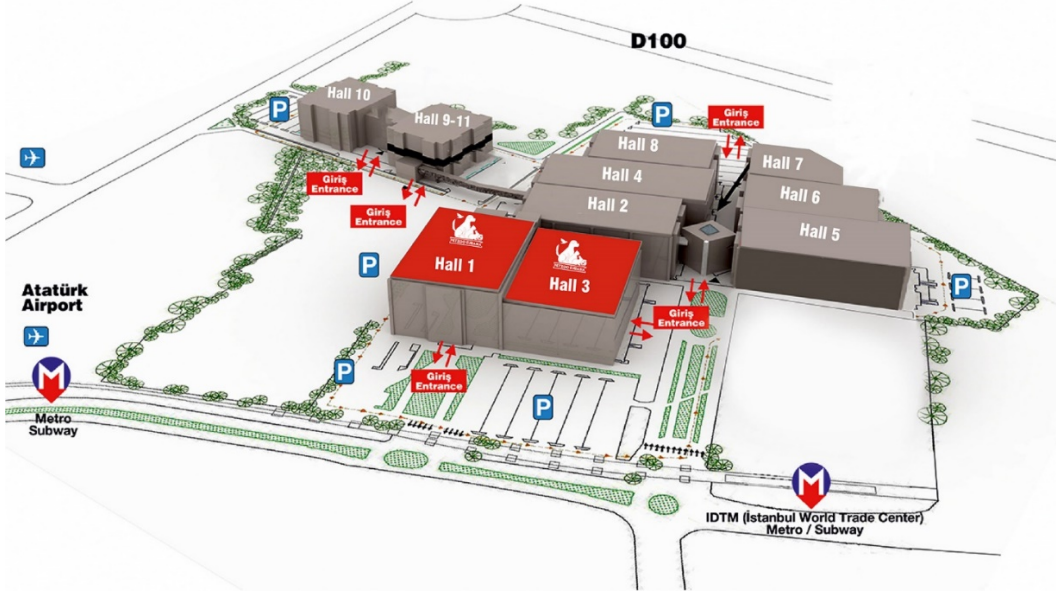 D100
Hall 10
P
Hall 9-11
P
Giriş
Entrance
Hall 8
Hall 7
Hall 4
Hall 6
Giriş
Entrance
Hall 2
Giriş
Entrance
Hall 5
Hall 1
Hall 3
P
P
Atatürk
Airport
Giriş
Entrance
Giriş
Entrance
P
P
M
Metro
Subway
M
IDTM (İstanbul World Trade Center)
Metro / Subway